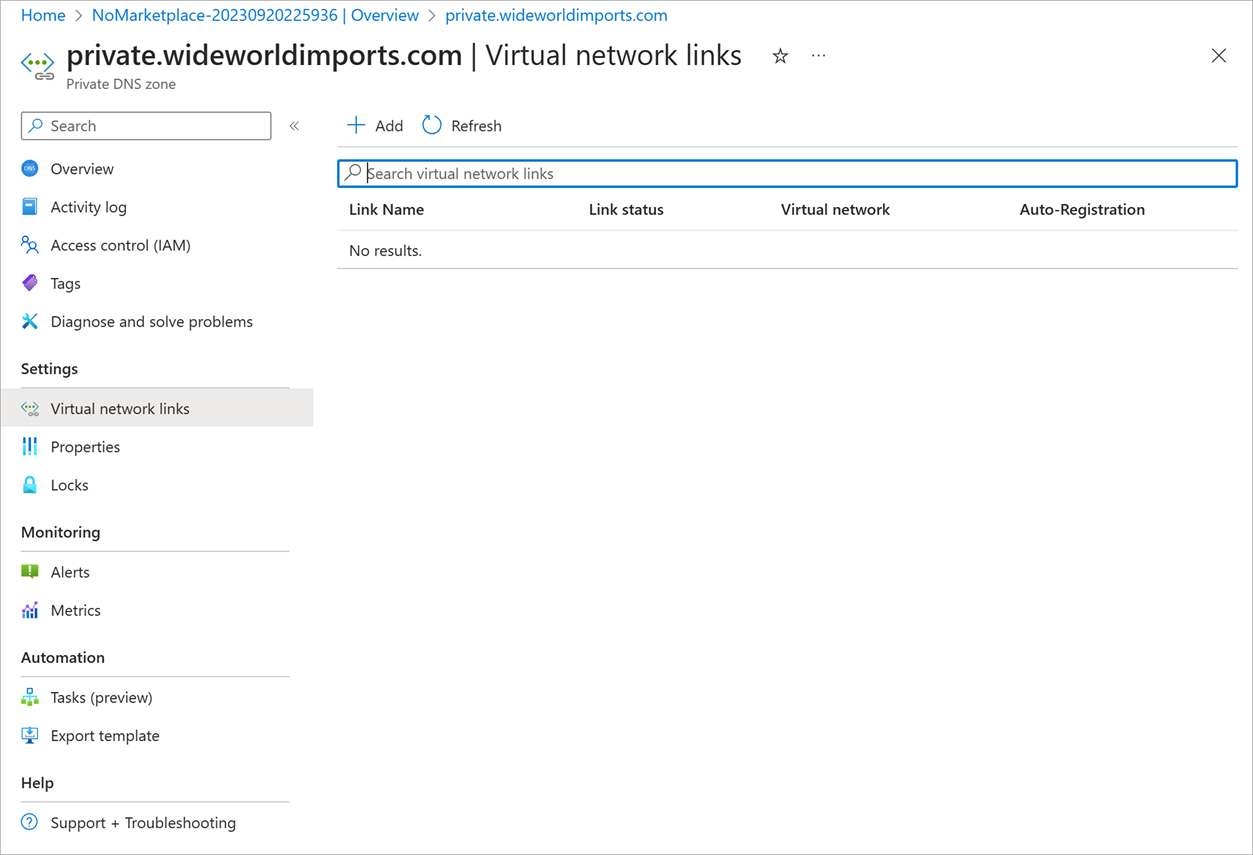 Home > NoMarketplace-20230920225936 | Overview > private.wideworldimports.com
private.wideworldimports.com | Virtual network links
Private DNS zone
Search
Add
Refresh
Search virtual network links
Link Name
Link status
Virtual network
Auto-Registration
No results.
DNS
Overview
Activity log
Access control (IAM)
Tags
Diagnose and solve problems
Settings
Virtual network links
Properties
Locks
Monitoring
Alerts
Metrics
Automation
Tasks (preview)
Export template
Help
Support + Troubleshooting